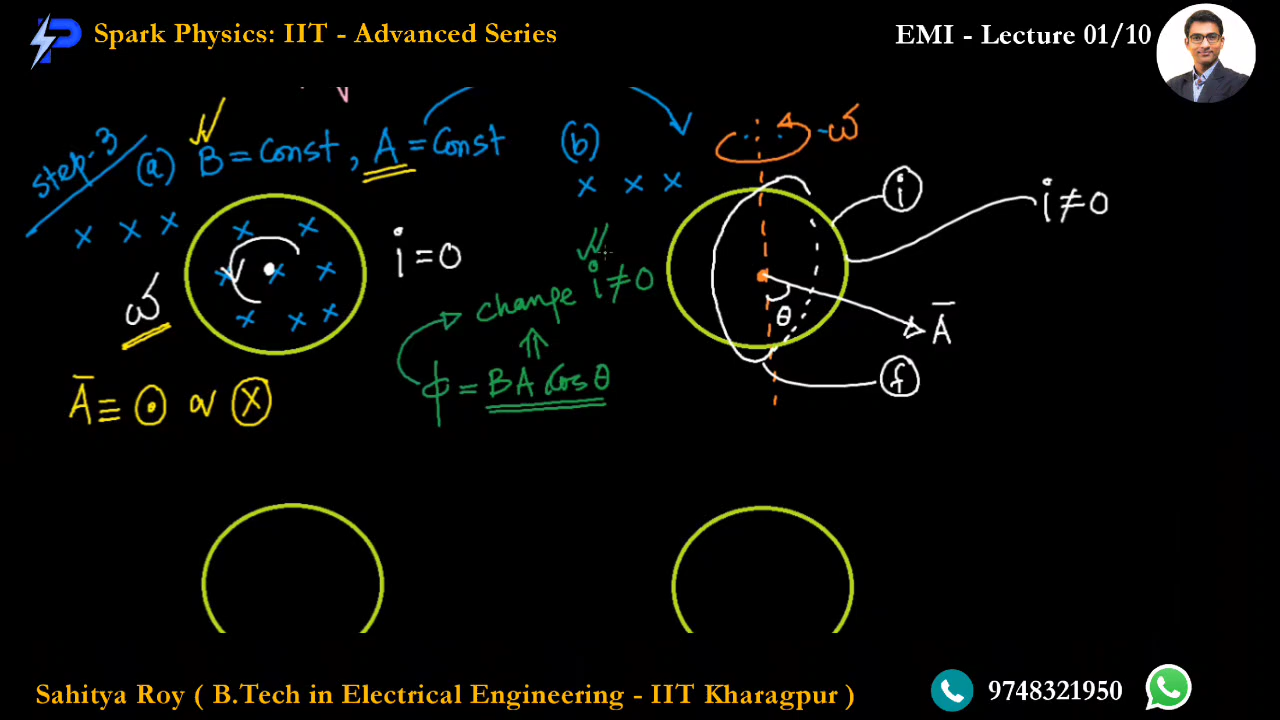 Spark Physics: IIT - Advanced Series
EMI - Lecture 01/10
step-3
(a) B = Const, A = Const
(b)
ω
× × ×
× × ×
× ×
× × ×
× × ×
i = 0
ω
i
i ≠ 0
change i ≠ 0
⇑
θ
Ā
Ā ≡ ⊙ or ⊗
φ = BA Cos θ
f
Sahitya Roy ( B.Tech in Electrical Engineering - IIT Kharagpur )
9748321950